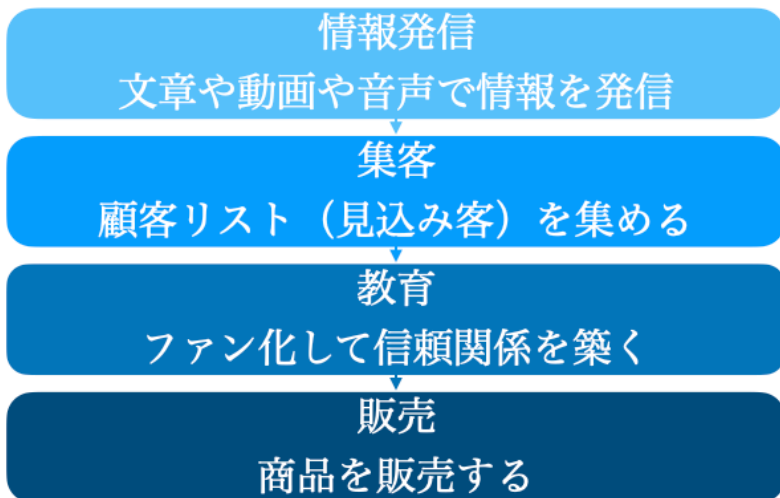 情報発信
文章や動画や音声で情報を発信
集客
顧客リスト（見込み客）を集める
教育
ファン化して信頼関係を築く
販売
商品を販売する